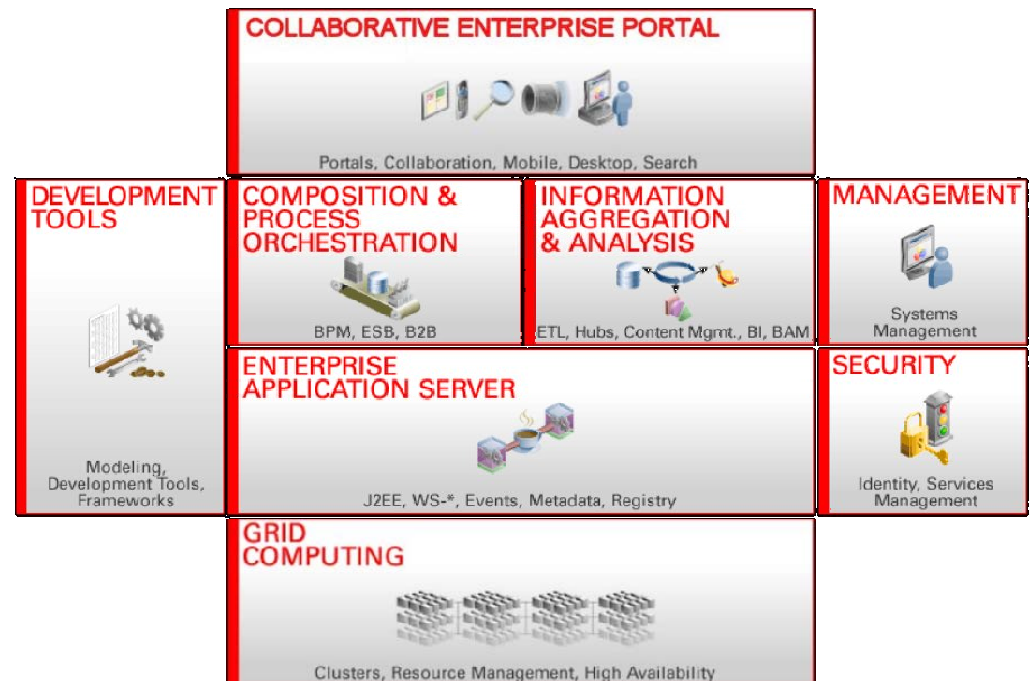 COLLABORATIVE ENTERPRISE PORTAL
Portals, Collaboration, Mobile, Desktop, Search
DEVELOPMENT
TOOLS
Modeling,
Development Tools,
Frameworks
COMPOSITION &
PROCESS
ORCHESTRATION
BPM, ESB, B2B
INFORMATION
AGGREGATION
& ANALYSIS
ETL, Hubs, Content Mgmt., BI, BAM
MANAGEMENT
Systems
Management
ENTERPRISE
APPLICATION SERVER
J2EE, WS-*, Events, Metadata, Registry
SECURITY
Identity, Services
Management
GRID
COMPUTING
Clusters, Resource Management, High Availability